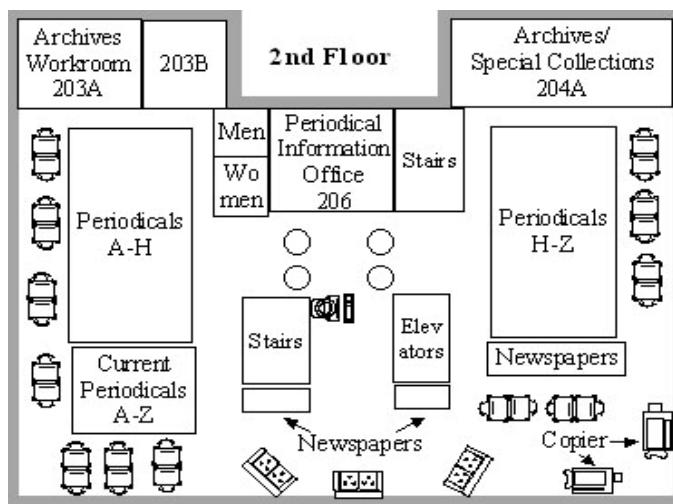 Archives
Workroom
203A
203B
2nd Floor
Archives/
Special Collections
204A
Men
Wo
men
Periodical
Information
Office
206
Stairs
Periodicals
A-H
Periodicals
H-Z
Stairs
Elev
ators
Current
Periodicals
A-Z
Newspapers
Newspapers
Copier